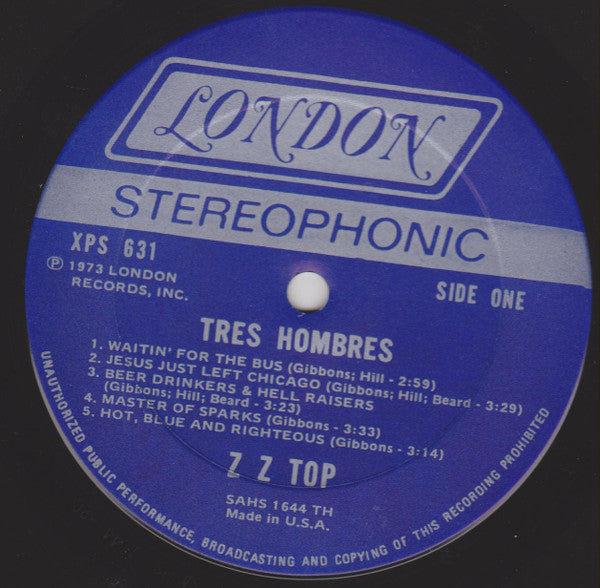 LONDON
STEREOPHONIC
XPS 631
℗ 1973 LONDON
RECORDS, INC.
SIDE ONE
TRES HOMBRES
1. WAITIN' FOR THE BUS (Gibbons; Hill - 2:59)
2. JESUS JUST LEFT CHICAGO (Gibbons; Hill; Beard - 3:29)
3. BEER DRINKERS & HELL RAISERS
(Gibbons; Hill; Beard - 3:23)
4. MASTER OF SPARKS (Gibbons - 3:33)
5. HOT, BLUE AND RIGHTEOUS (Gibbons - 3:14)
Z Z TOP
SAHS 1644 TH
Made in U.S.A.
UNAUTHORIZED PUBLIC PERFORMANCE, BROADCASTING AND COPYING OF THIS RECORDING PROHIBITED